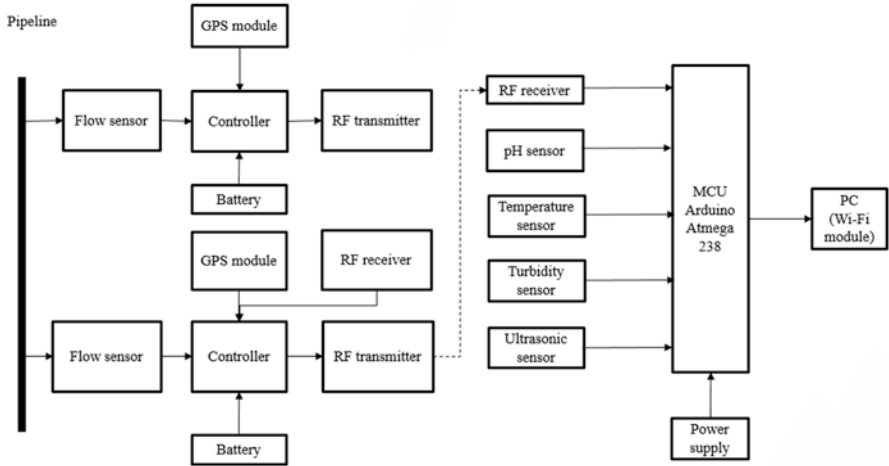 Pipeline
GPS module
Flow sensor
Controller
RF transmitter
Battery
GPS module
RF receiver
Flow sensor
Controller
RF transmitter
Battery
RF receiver
pH sensor
Temperature
sensor
Turbidity
sensor
Ultrasonic
sensor
MCU
Arduino
Atmega
238
Power
supply
PC
(Wi-Fi
module)